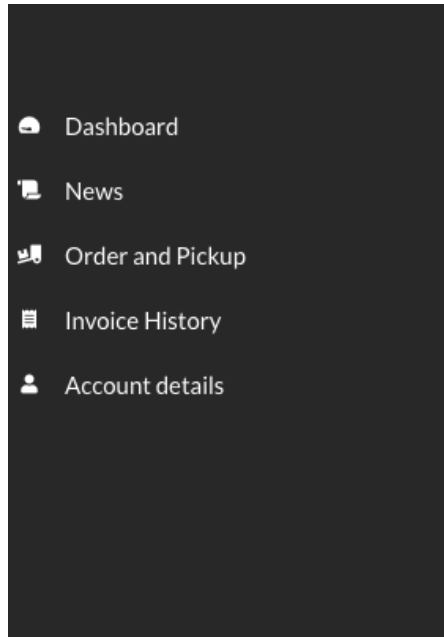 Dashboard
News
Order and Pickup
Invoice History
Account details